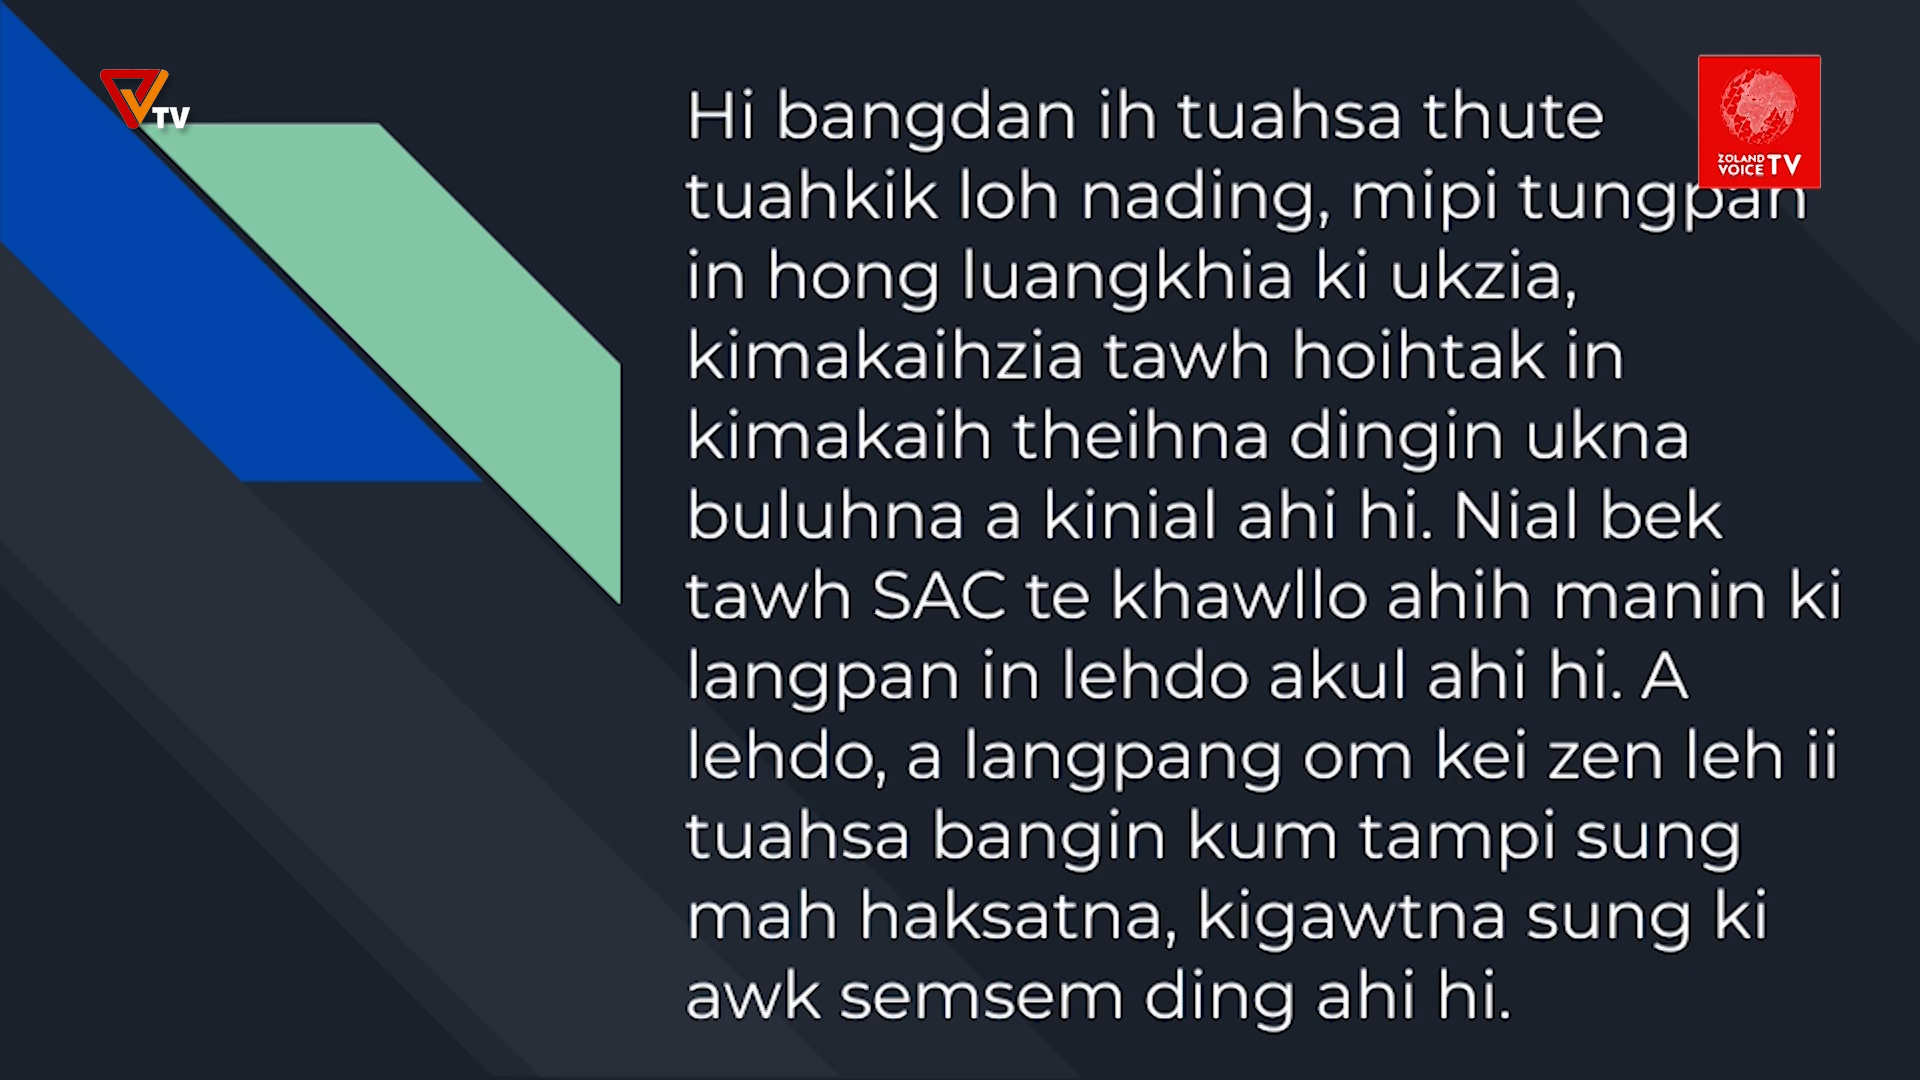 TV
ZOLAND
VOICE TV
Hi bangdan ih tuahsa thute
tuahkik loh nading, mipi tungpan
in hong luangkhia ki ukzia,
kimakaihzia tawh hoihtak in
kimakaih theihna dingin ukna
buluhna a kinial ahi hi. Nial bek
tawh SAC te khawllo ahih manin ki
langpan in lehdo akul ahi hi. A
lehdo, a langpang om kei zen leh ii
tuahsa bangin kum tampi sung
mah haksatna, kigawtna sung ki
awk semsem ding ahi hi.